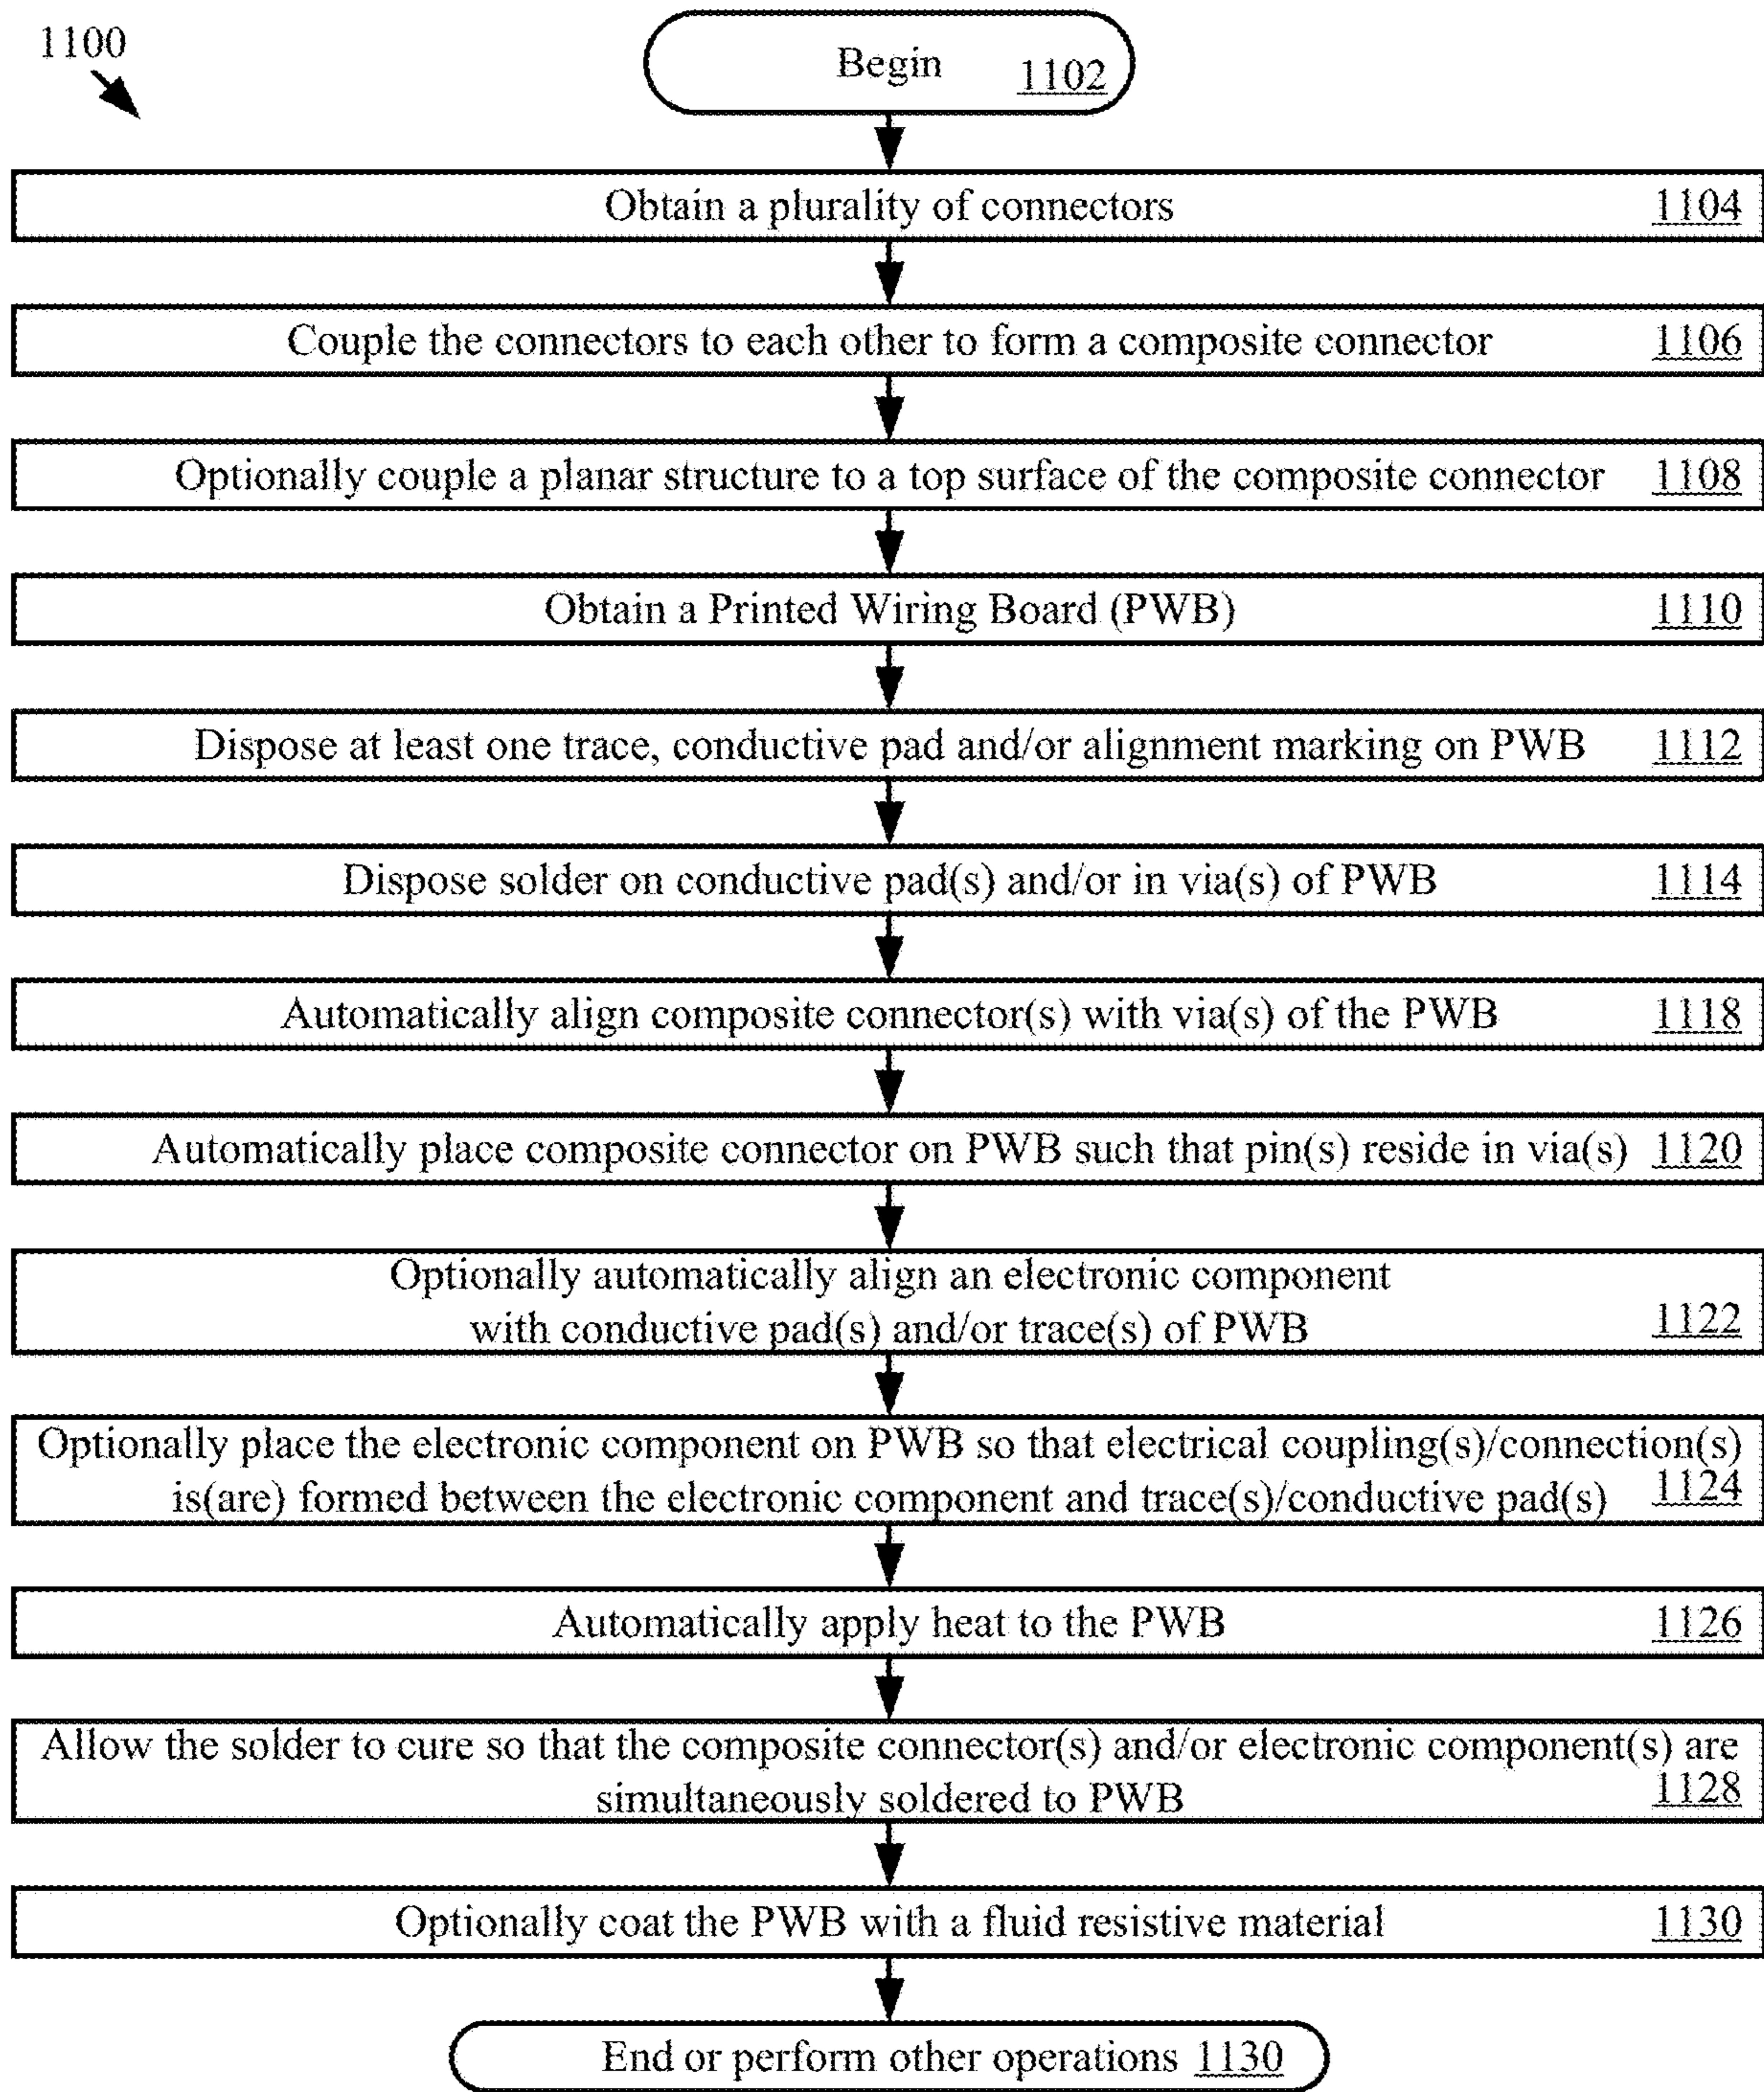 1100
Begin 1102
Obtain a plurality of connectors 1104
Couple the connectors to each other to form a composite connector 1106
Optionally couple a planar structure to a top surface of the composite connector 1108
Obtain a Printed Wiring Board (PWB) 1110
Dispose at least one trace, conductive pad and/or alignment marking on PWB 1112
Dispose solder on conductive pad(s) and/or in via(s) of PWB 1114
Automatically align composite connector(s) with via(s) of the PWB 1118
Automatically place composite connector on PWB such that pin(s) reside in via(s) 1120
Optionally automatically align an electronic component
with conductive pad(s) and/or trace(s) of PWB 1122
Optionally place the electronic component on PWB so that electrical coupling(s)/connection(s)
is(are) formed between the electronic component and trace(s)/conductive pad(s) 1124
Automatically apply heat to the PWB 1126
Allow the solder to cure so that the composite connector(s) and/or electronic component(s) are
simultaneously soldered to PWB 1128
Optionally coat the PWB with a fluid resistive material 1130
End or perform other operations 1130